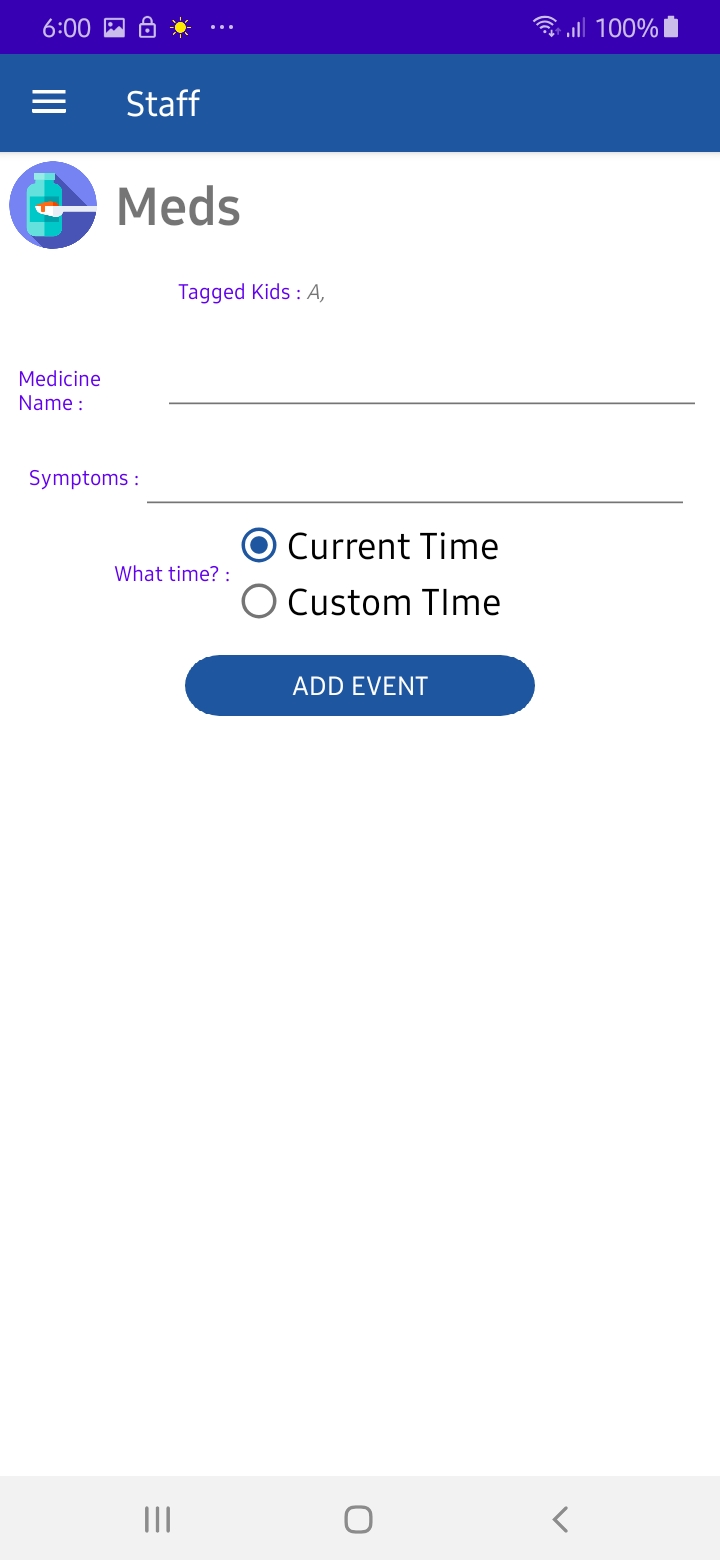 6:00 100%
Staff
Meds
Tagged Kids : A,
Medicine
Name :
Symptoms :
Current Time
What time? :
Custom TIme
ADD EVENT